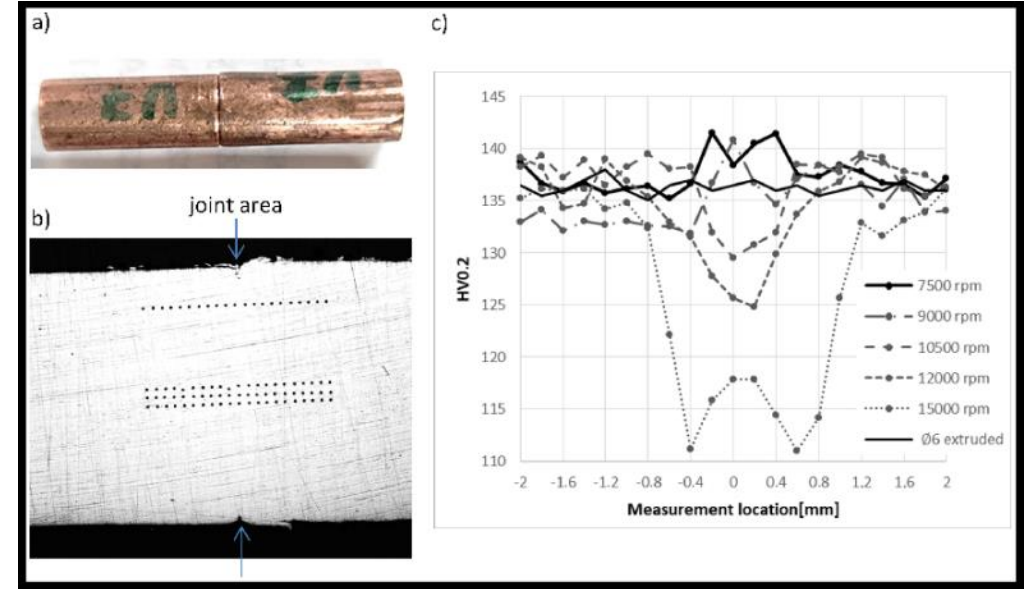 a)
c)
joint area
b)
145
140
135
130
125
120
115
110
HV0.2
-2 -1.6 -1.2 -0.8 -0.4 0 0.4 0.8 1.2 1.6 2
Measurement location[mm]
7500 rpm
9000 rpm
10500 rpm
12000 rpm
15000 rpm
Ø6 extruded